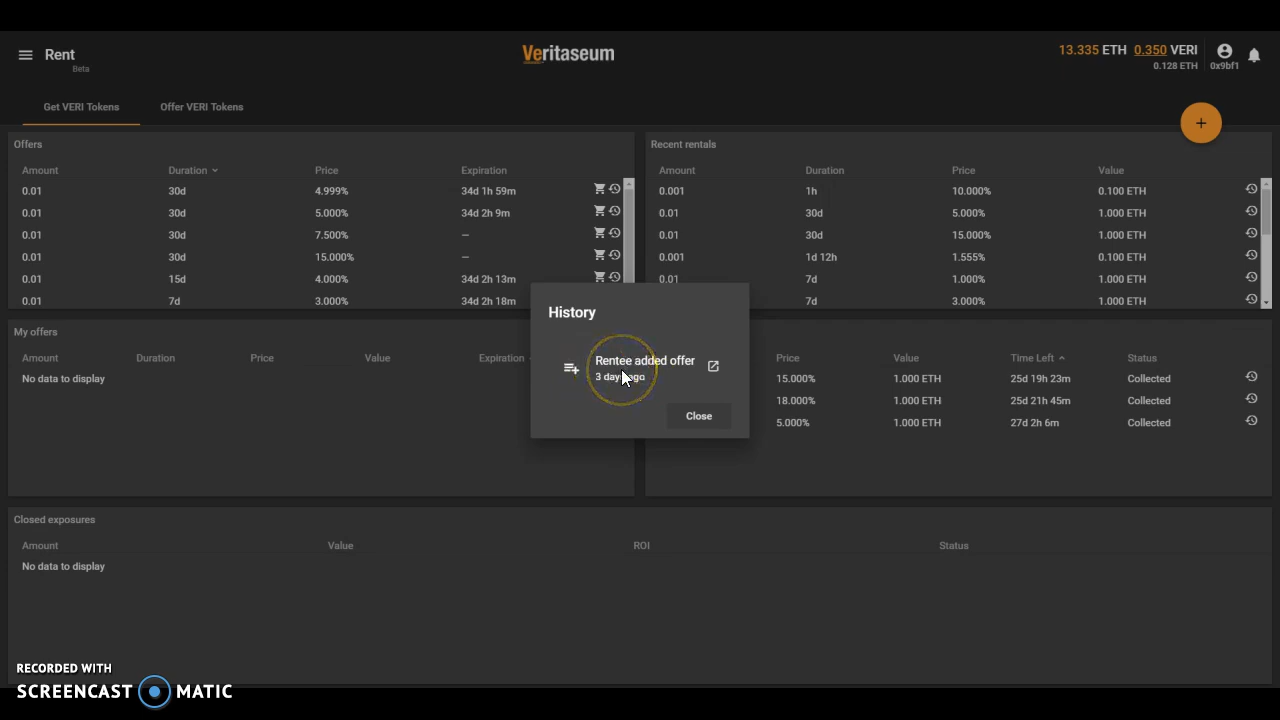 Rent
Beta
Veritaseum
13.335 ETH 0.350 VERI
0.128 ETH
0x9bf1
Get VERI Tokens
Offer VERI Tokens
+
Offers
Amount Duration Price Expiration
0.01 30d 4.999% 34d 1h 59m
0.01 30d 5.000% 34d 2h 9m
0.01 30d 7.500% —
0.01 30d 15.000% —
0.01 15d 4.000% 34d 2h 13m
0.01 7d 3.000% 34d 2h 18m
Recent rentals
Amount Duration Price Value
0.001 1h 10.000% 0.100 ETH
0.01 30d 5.000% 1.000 ETH
0.01 30d 15.000% 1.000 ETH
0.001 1d 12h 1.555% 0.100 ETH
0.01 7d 1.000% 1.000 ETH
7d 3.000% 1.000 ETH
History
Rentee added offer
3 days ago
Close
My offers
Amount Duration Price Value Expiration
No data to display
Price Value Time Left Status
15.000% 1.000 ETH 25d 19h 23m Collected
18.000% 1.000 ETH 25d 21h 45m Collected
5.000% 1.000 ETH 27d 2h 6m Collected
Closed exposures
Amount Value ROI Status
No data to display
RECORDED WITH
SCREENCAST MATIC